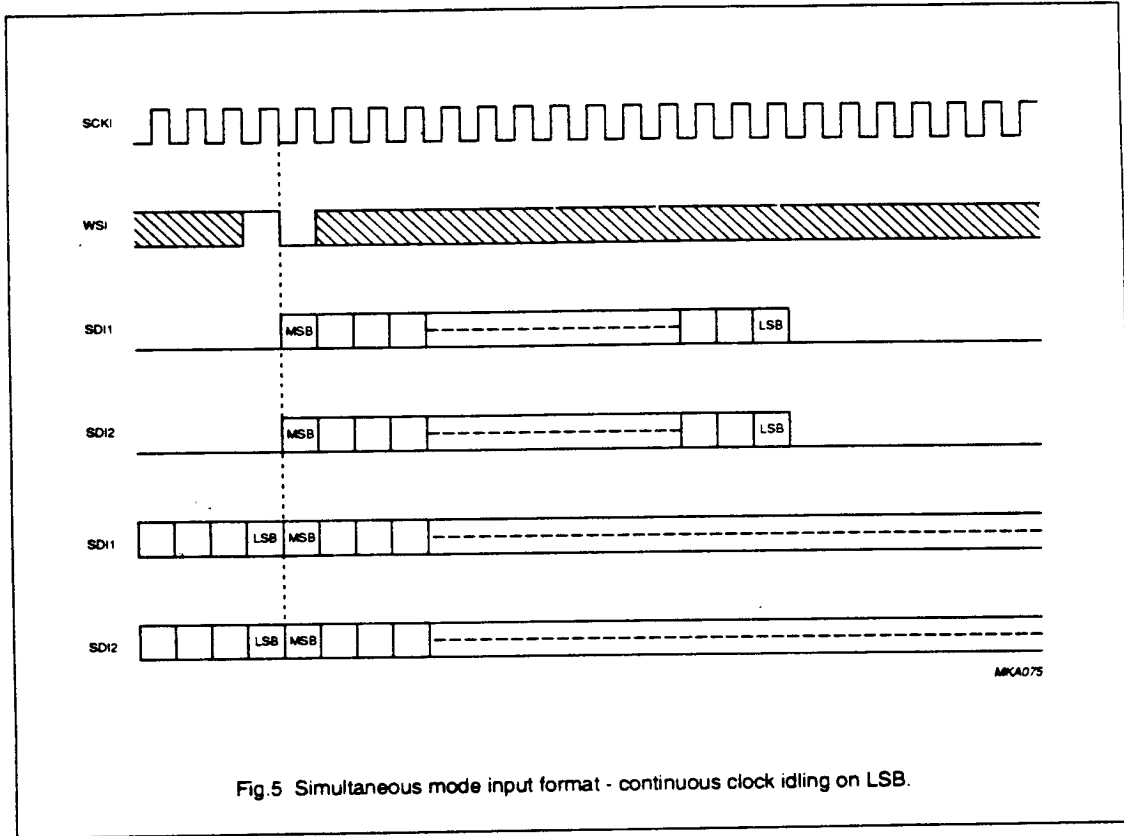 SCKI
WSI
SDI1
MSB
LSB
SDI2
MSB
LSB
SDI1
LSB MSB
SDI2
LSB MSB
MKA075
Fig.5 Simultaneous mode input format - continuous clock idling on LSB.